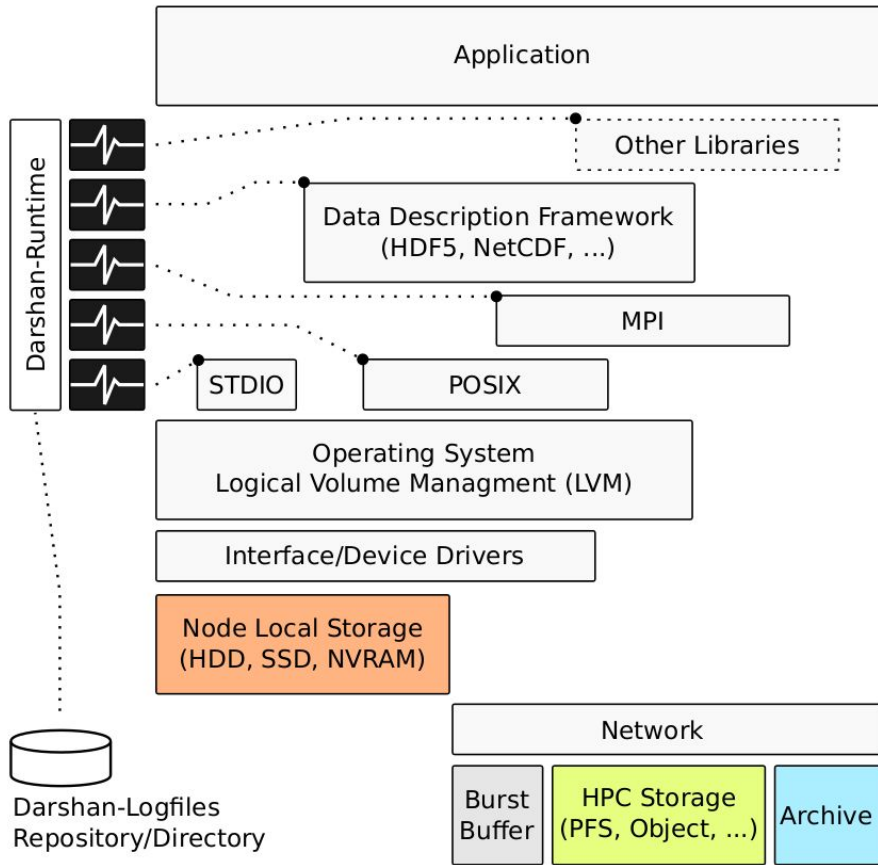 Application
Darshan-Runtime
Other Libraries
Data Description Framework
(HDF5, NetCDF, ...)
MPI
STDIO
POSIX
Operating System
Logical Volume Managment (LVM)
Interface/Device Drivers
Node Local Storage
(HDD, SSD, NVRAM)
Network
Burst
Buffer
HPC Storage
(PFS, Object, ...)
Archive
Darshan-Logfiles
Repository/Directory